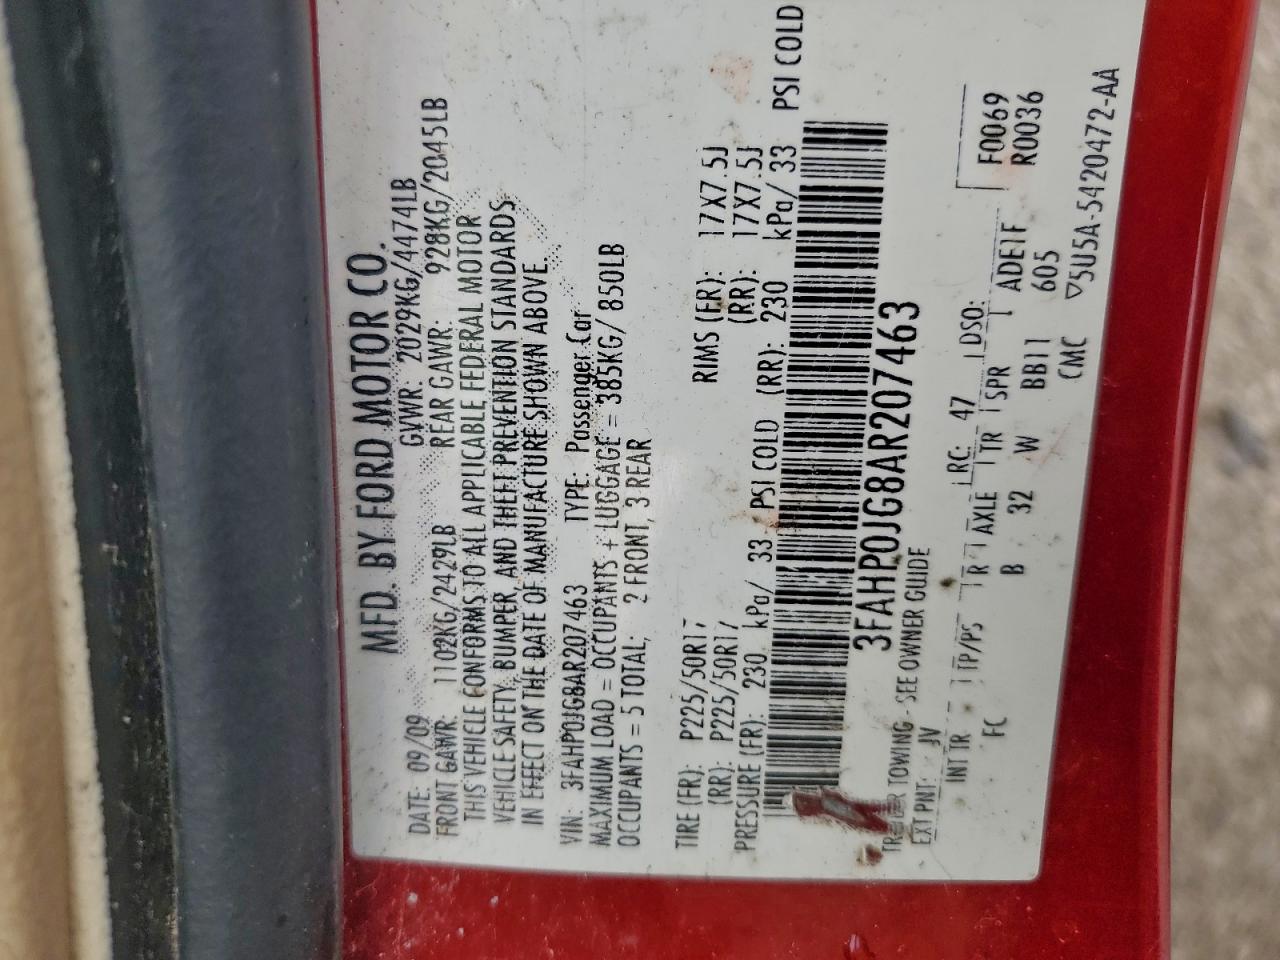 MFD. BY FORD MOTOR CO.
DATE: 09/09 GVWR: 2029KG/4474LB
FRONT GAWR: 1102KG/2429LB REAR GAWR: 928KG/2045LB
THIS VEHICLE CONFORMS TO ALL APPLICABLE FEDERAL MOTOR
VEHICLE SAFETY, BUMPER, AND THEFT PREVENTION STANDARDS
IN EFFECT ON THE DATE OF MANUFACTURE SHOWN ABOVE.
VIN: 3FAHP0JG8AR207463 TYPE: Passenger Car
MAXIMUM LOAD = OCCUPANTS + LUGGAGE = 385KG/ 850LB
OCCUPANTS = 5 TOTAL, 2 FRONT, 3 REAR
TIRE (FR): P225/50R17 RIMS (FR): 17X7.5J
(RR): P225/50R17 (RR): 17X7.5J
PRESSURE (FR): 230 kPa/ 33 PSI COLD (RR): 230 kPa/ 33 PSI COLD
3FAHP0JG8AR207463
TRAILER TOWING - SEE OWNER GUIDE
EXT PNT: JV RC: 47 DSO: F0069
R0036
INT TR TP/PS R AXLE TR SPR
FC B 32 W BB11 ADE1F
605
CMC ▽5U5A-5420472-AA